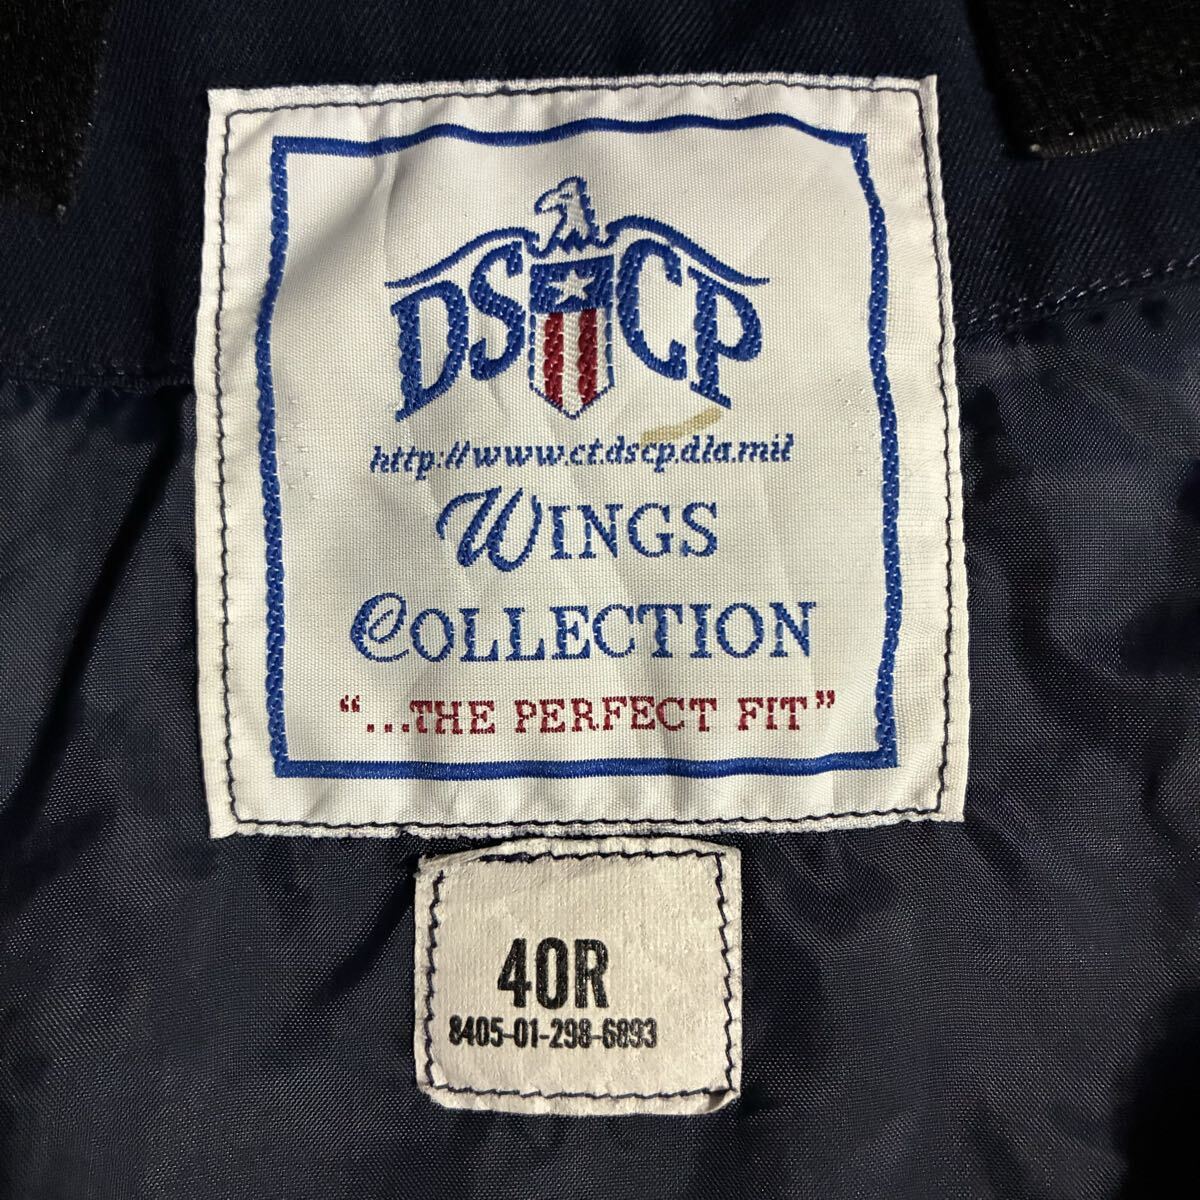 DSCP
http://www.ct.dscp.dla.mil
WINGS
COLLECTION
“...THE PERFECT FIT”
40R
8405-01-298-6893